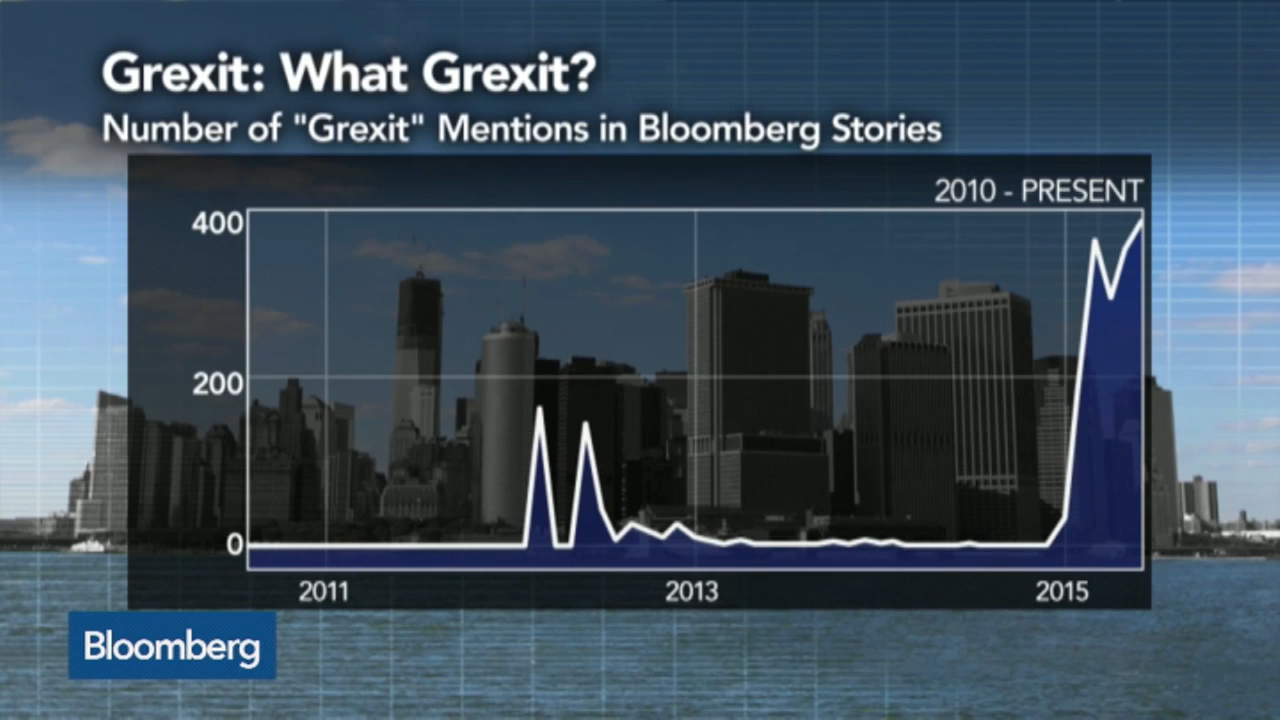 Grexit: What Grexit?
Number of "Grexit" Mentions in Bloomberg Stories
2010 - PRESENT
400
200
0
2011
2013
2015
Bloomberg